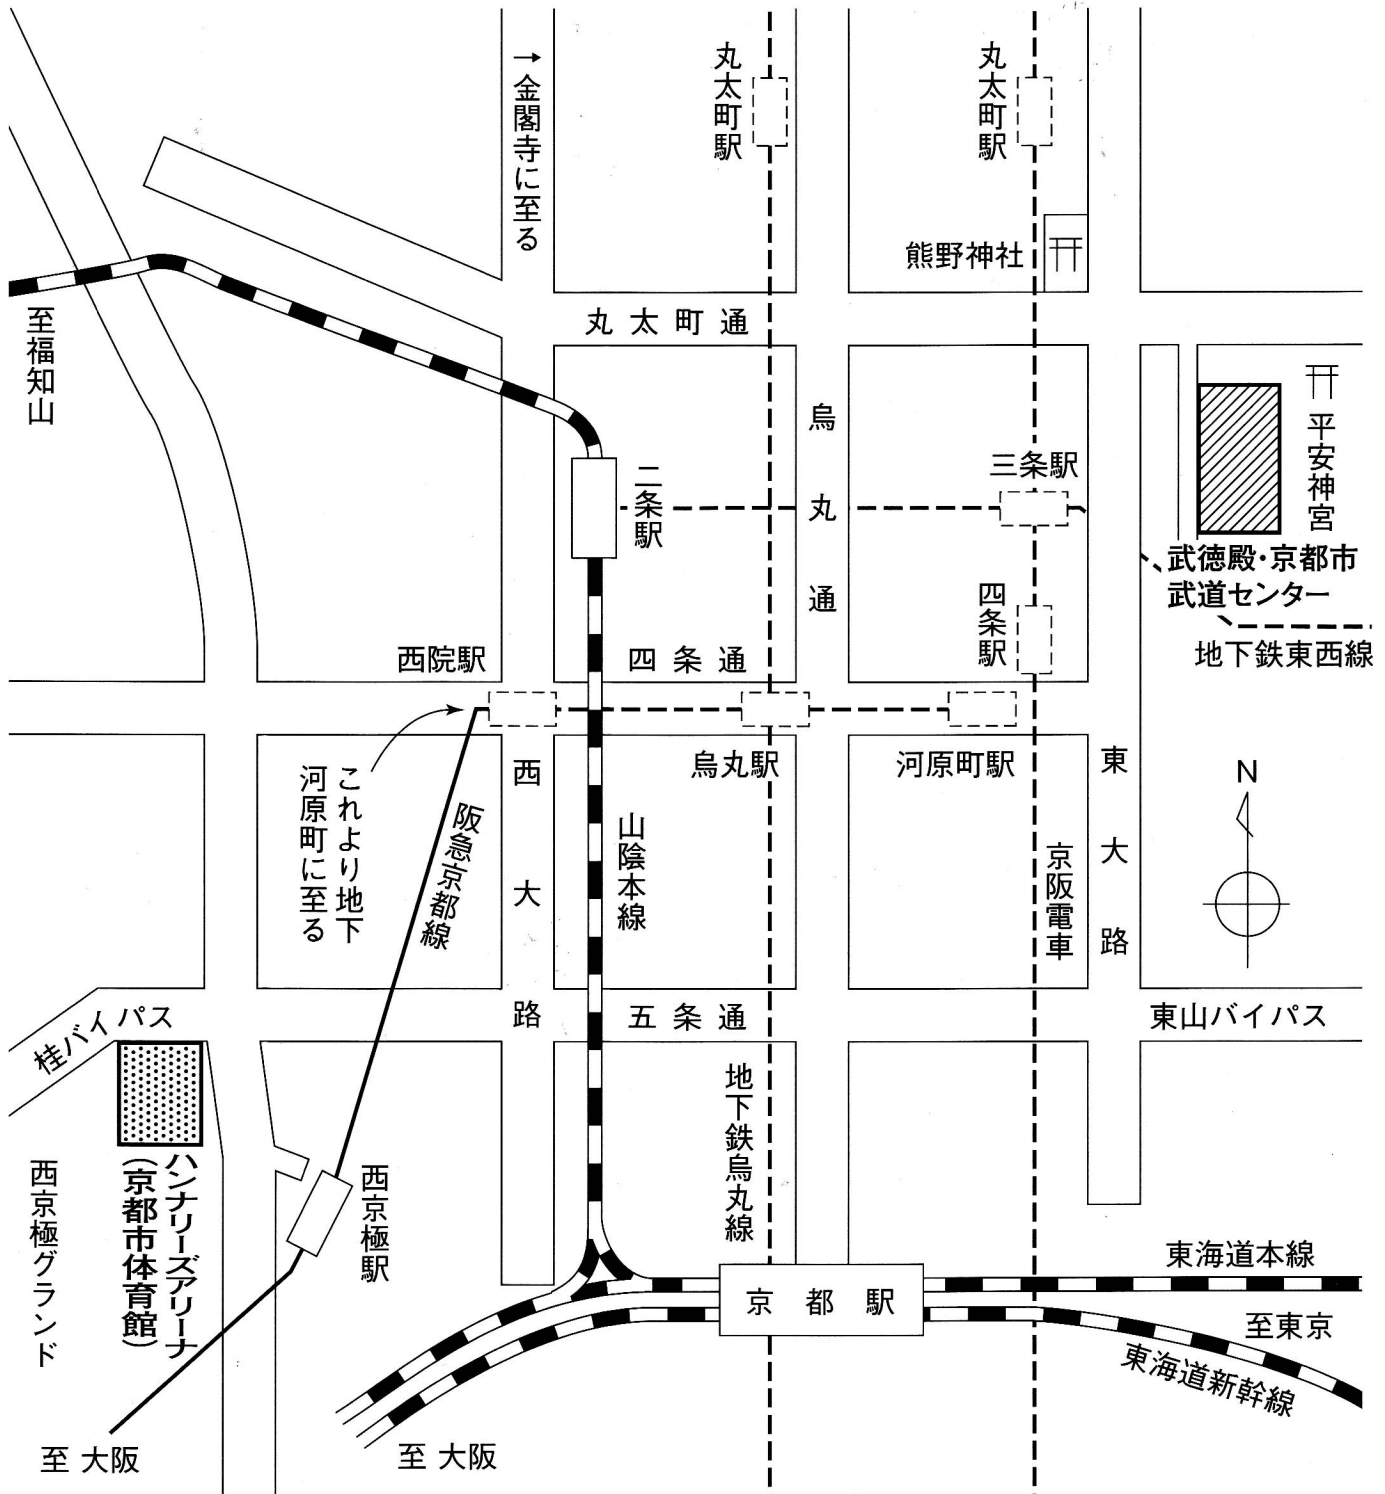 →金閣寺に至る
丸太町駅
丸太町駅
熊野神社
至福知山
丸太町通
烏丸通
平安神宮
二条駅
三条駅
武徳殿・京都市
武道センター
四条駅
地下鉄東西線
西院駅
四条通
烏丸駅
河原町駅
これより地下
河原町に至る
阪急京都線
西大路
山陰本線
京阪電車
東大路
N
桂バイパス
五条通
東山バイパス
地下鉄烏丸線
西京極グランド
ハンナリーズアリーナ
(京都市体育館)
西京極駅
京都駅
東海道本線
至東京
東海道新幹線
至 大阪
至 大阪